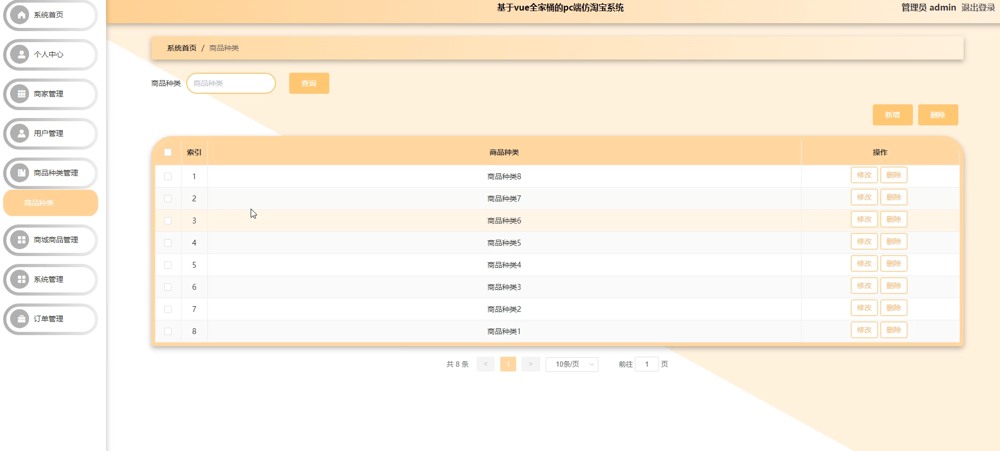 基于vue全家桶的pc端仿淘宝系统
管理员 admin 退出登录
系统首页
个人中心
商家管理
用户管理
商品种类管理
商品种类
商城商品管理
系统管理
订单管理
系统首页 / 商品种类
商品种类 商品种类 查询
新增 删除
索引 商品种类 操作
1 商品种类8 修改 删除
2 商品种类7 修改 删除
3 商品种类6 修改 删除
4 商品种类5 修改 删除
5 商品种类4 修改 删除
6 商品种类3 修改 删除
7 商品种类2 修改 删除
8 商品种类1 修改 删除
共 8 条 < 1 > 10条/页 前往 1 页